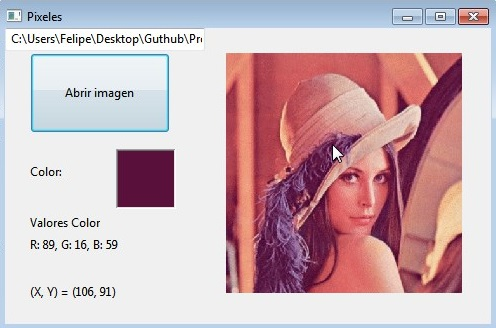 Pixeles
C:\Users\Felipe\Desktop\Guthub\Pr
Abrir imagen
Color:
Valores Color
R: 89, G: 16, B: 59
(X, Y) = (106, 91)